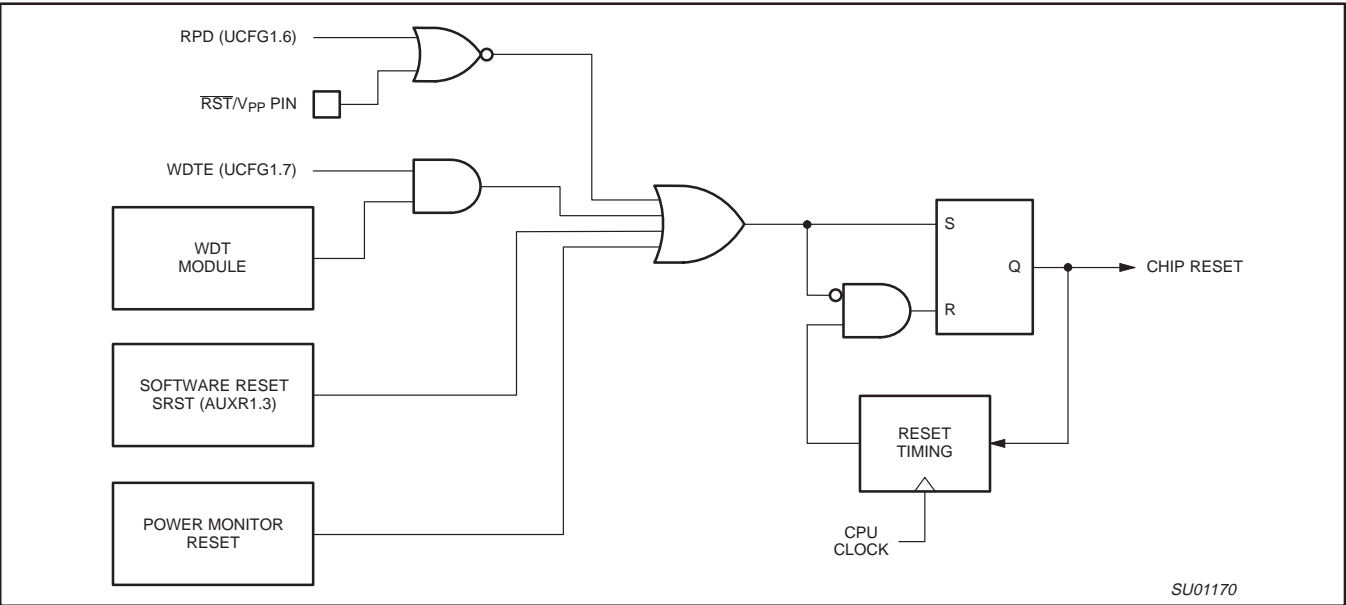 RPD (UCFG1.6)
RST/VPP PIN
WDTE (UCFG1.7)
WDT
MODULE
SOFTWARE RESET
SRST (AUXR1.3)
POWER MONITOR
RESET
S
Q
R
CHIP RESET
RESET
TIMING
CPU
CLOCK
SU01170